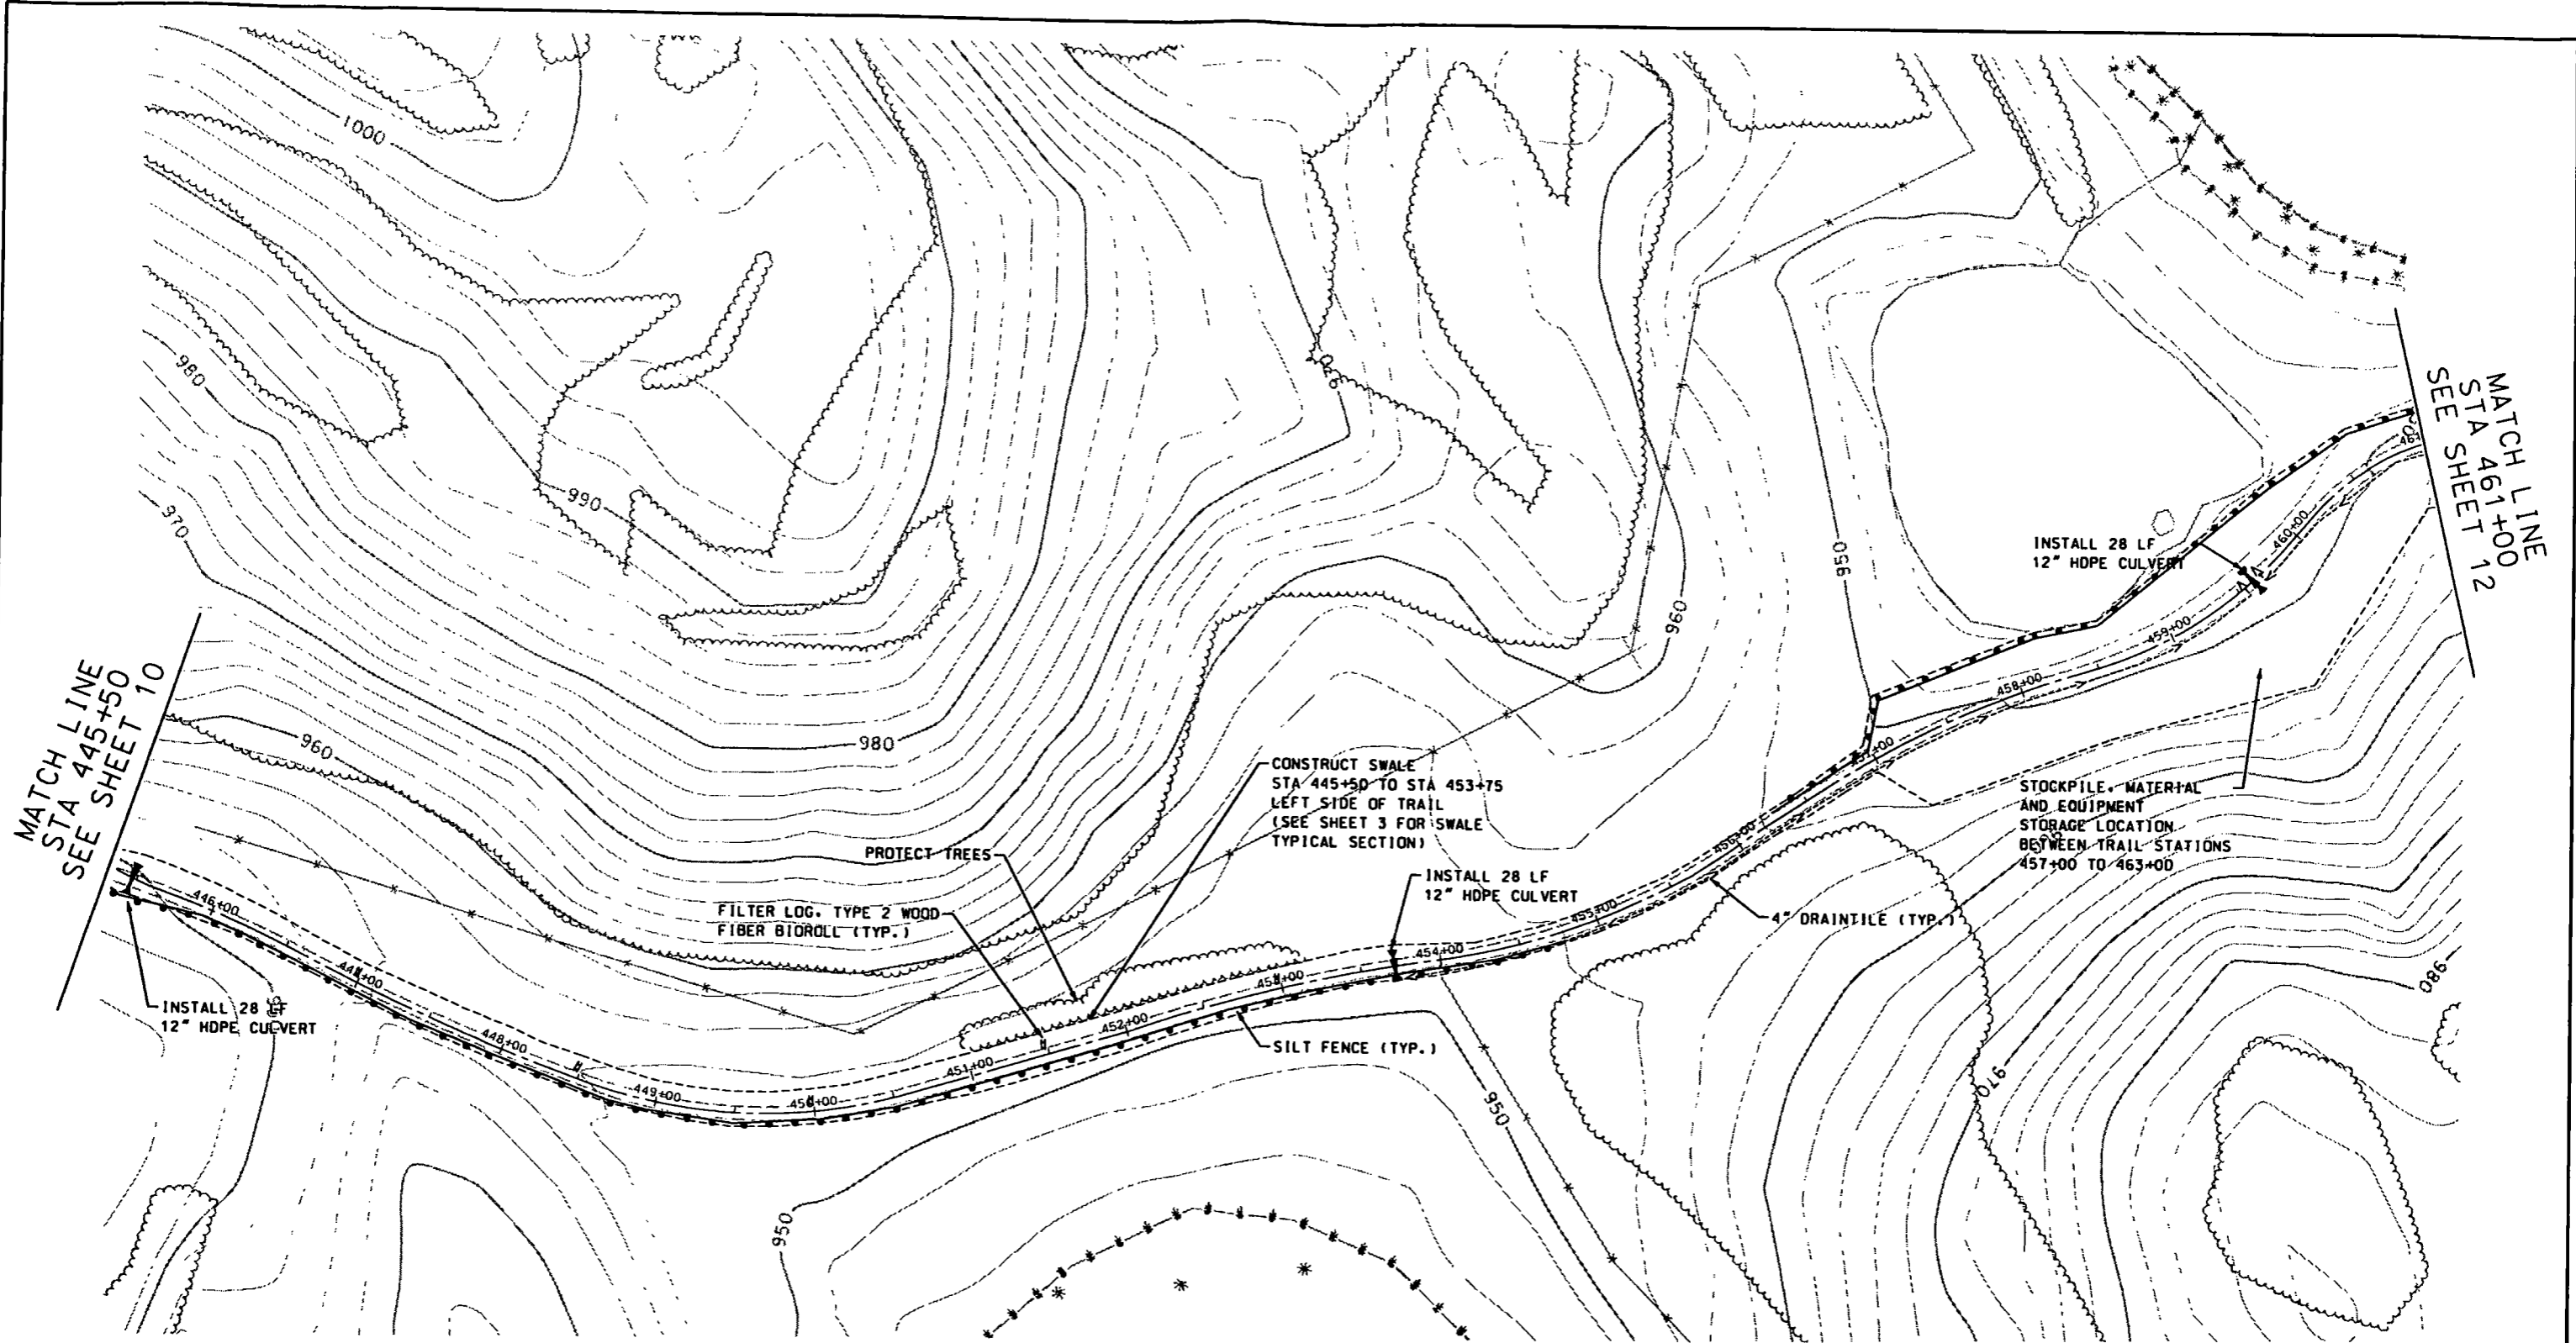 1000
980
970
990
960
980
950
960
MATCH LINE
STA 445+50
SEE SHEET 10
MATCH LINE
STA 461+00
SEE SHEET 12
INSTALL 28 LF
12" HDPE CULVERT
460+00
459+00
458+00
CONSTRUCT SWALE
STA 445+50 TO STA 453+75
LEFT SIDE OF TRAIL
(SEE SHEET 3 FOR SWALE
TYPICAL SECTION)
PROTECT TREES
FILTER LOG. TYPE 2 WOOD
FIBER BIOROLL (TYP.)
INSTALL 28 LF
12" HDPE CULVERT
STOCKPILE. MATERIAL
AND EQUIPMENT
STORAGE LOCATION
BETWEEN TRAIL STATIONS
457+00 TO 463+00
4" DRAINTILE (TYP.)
456+00
455+00
454+00
453+00
452+00
451+00
450+00
449+00
448+00
446+00
INSTALL 28 LF
12" HDPE CULVERT
SILT FENCE (TYP.)
950
950
970
980